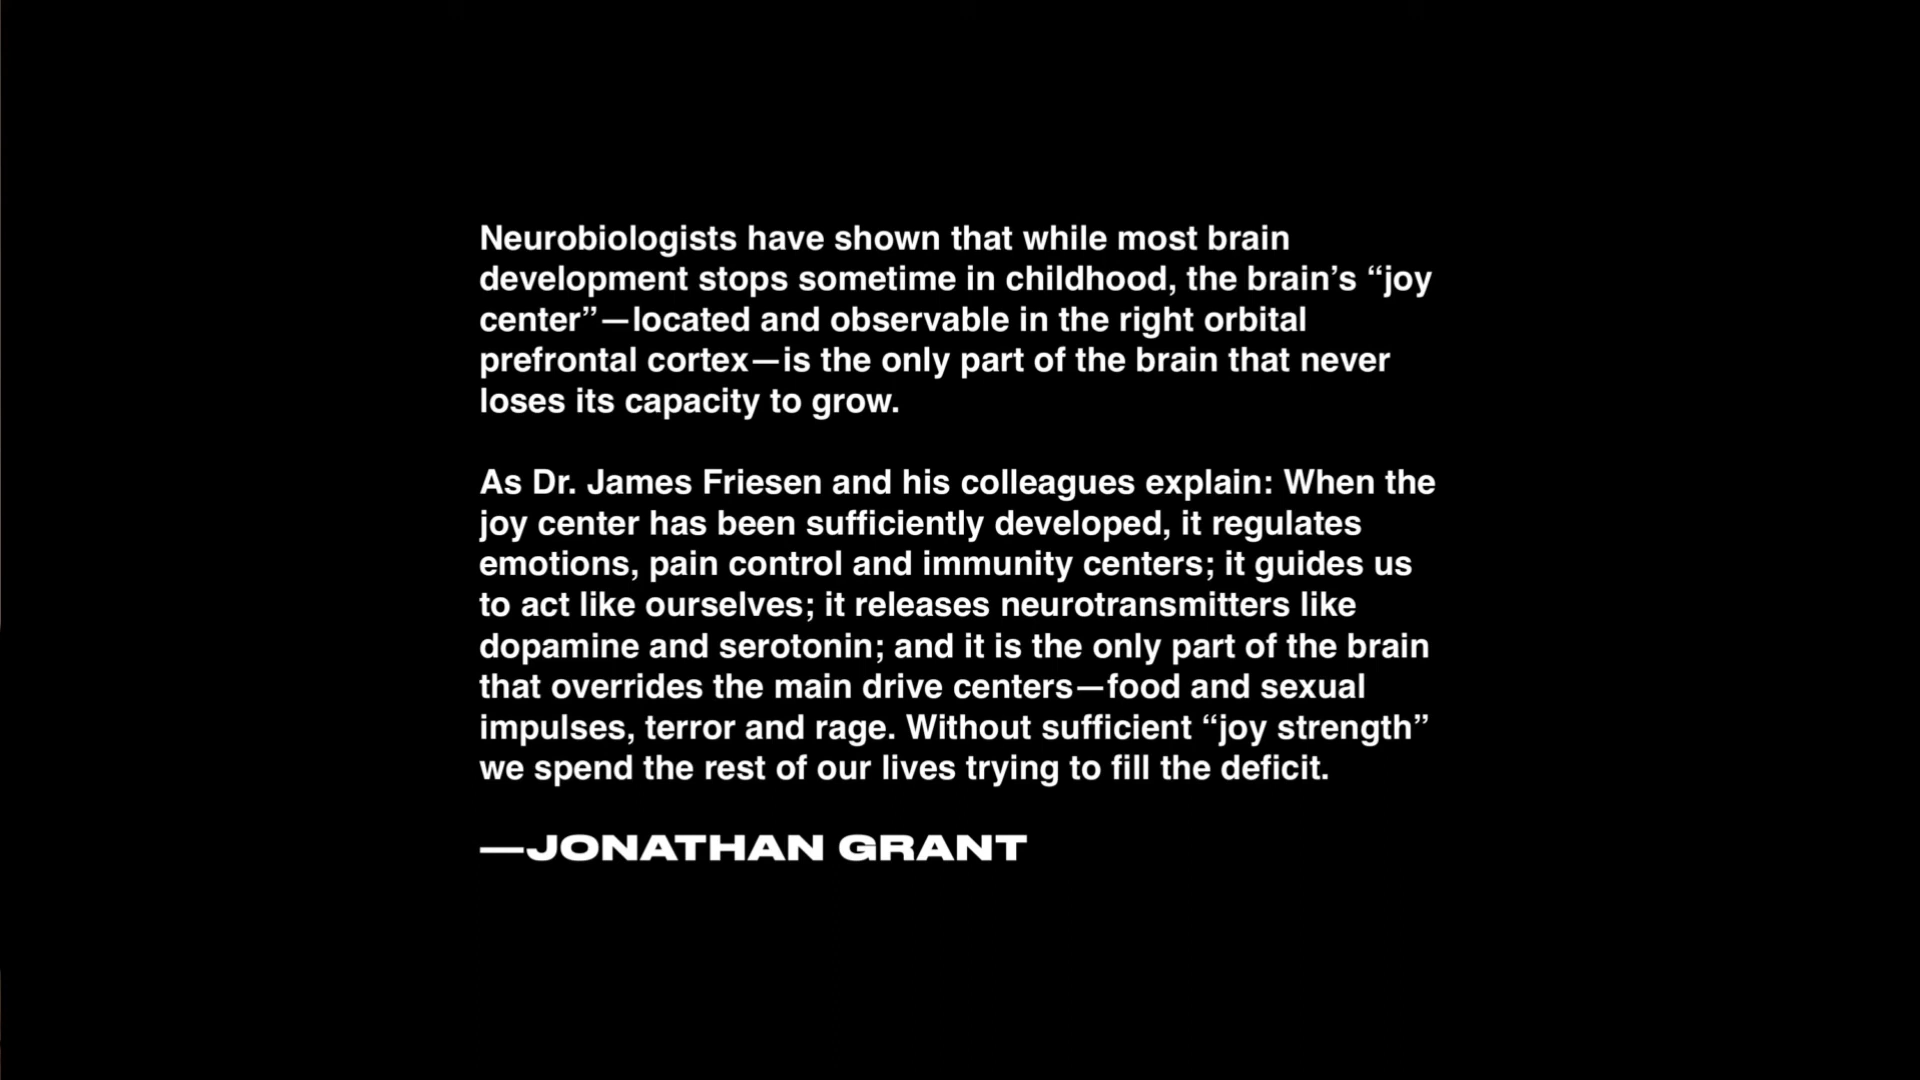 Neurobiologists have shown that while most brain
development stops sometime in childhood, the brain’s “joy
center”—located and observable in the right orbital
prefrontal cortex—is the only part of the brain that never
loses its capacity to grow.
As Dr. James Friesen and his colleagues explain: When the
joy center has been sufficiently developed, it regulates
emotions, pain control and immunity centers; it guides us
to act like ourselves; it releases neurotransmitters like
dopamine and serotonin; and it is the only part of the brain
that overrides the main drive centers—food and sexual
impulses, terror and rage. Without sufficient “joy strength”
we spend the rest of our lives trying to fill the deficit.
—JONATHAN GRANT